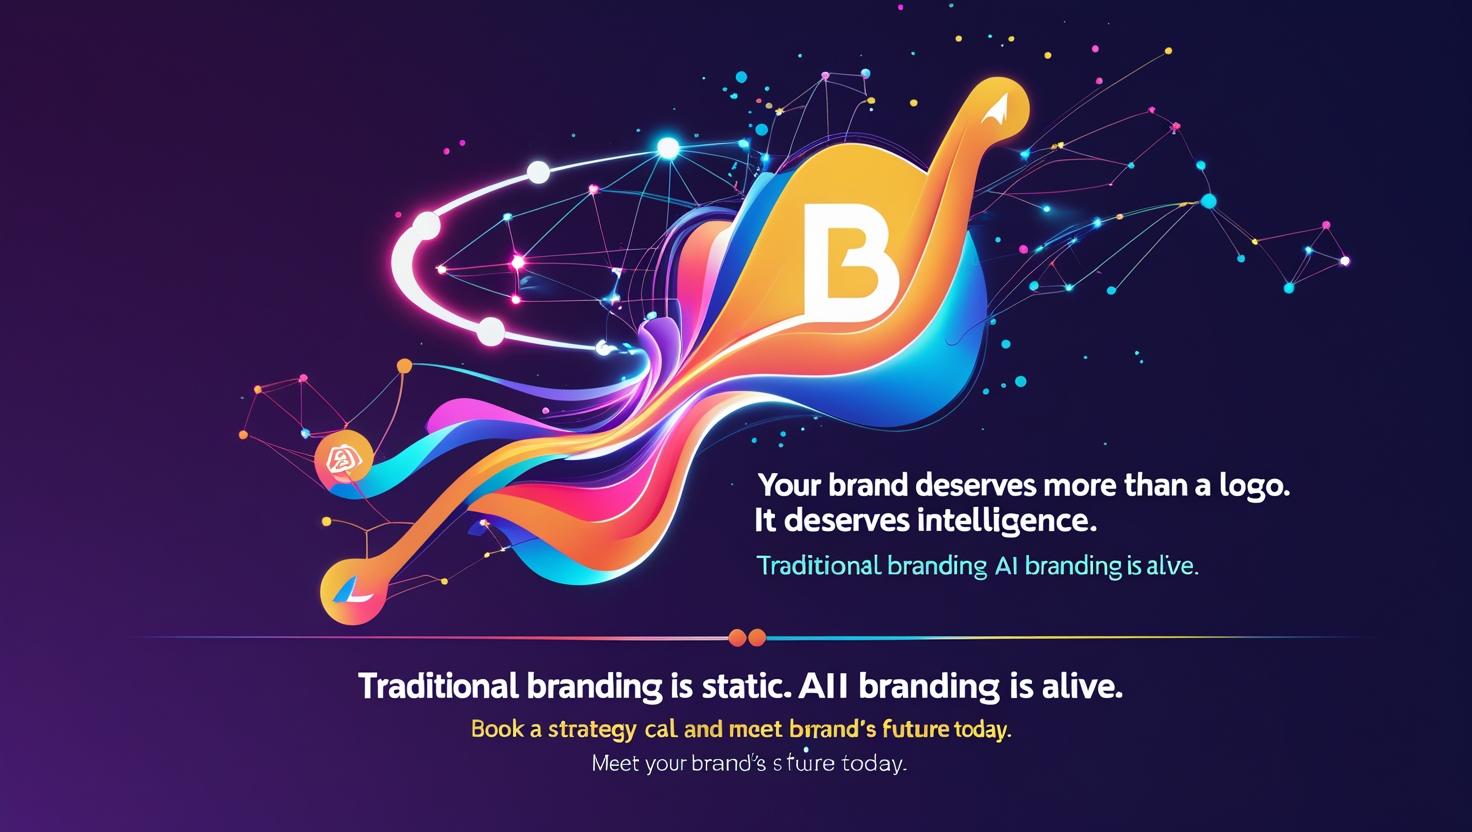 B
Your brand deserves more than a logo.
It deserves intelligence.
Traditional branding AI branding is alive.
Traditional branding is static. AII branding is alive.
Book a strategy cal and meet brrand's future today.
Meet your brand's sfure today.